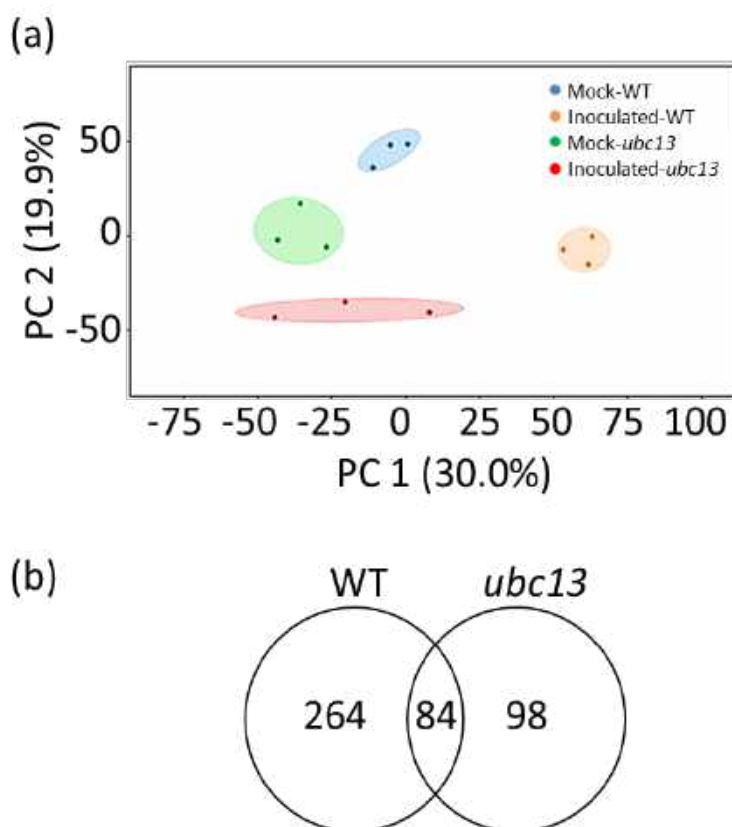 (a)
Mock-WT
Inoculated-WT
Mock-ubc13
Inoculated-ubc13
50
0
-50
PC 2 (19.9%)
-75 -50 -25 0 25 50 75 100
PC 1 (30.0%)
(b)
WT ubc13
264 84 98